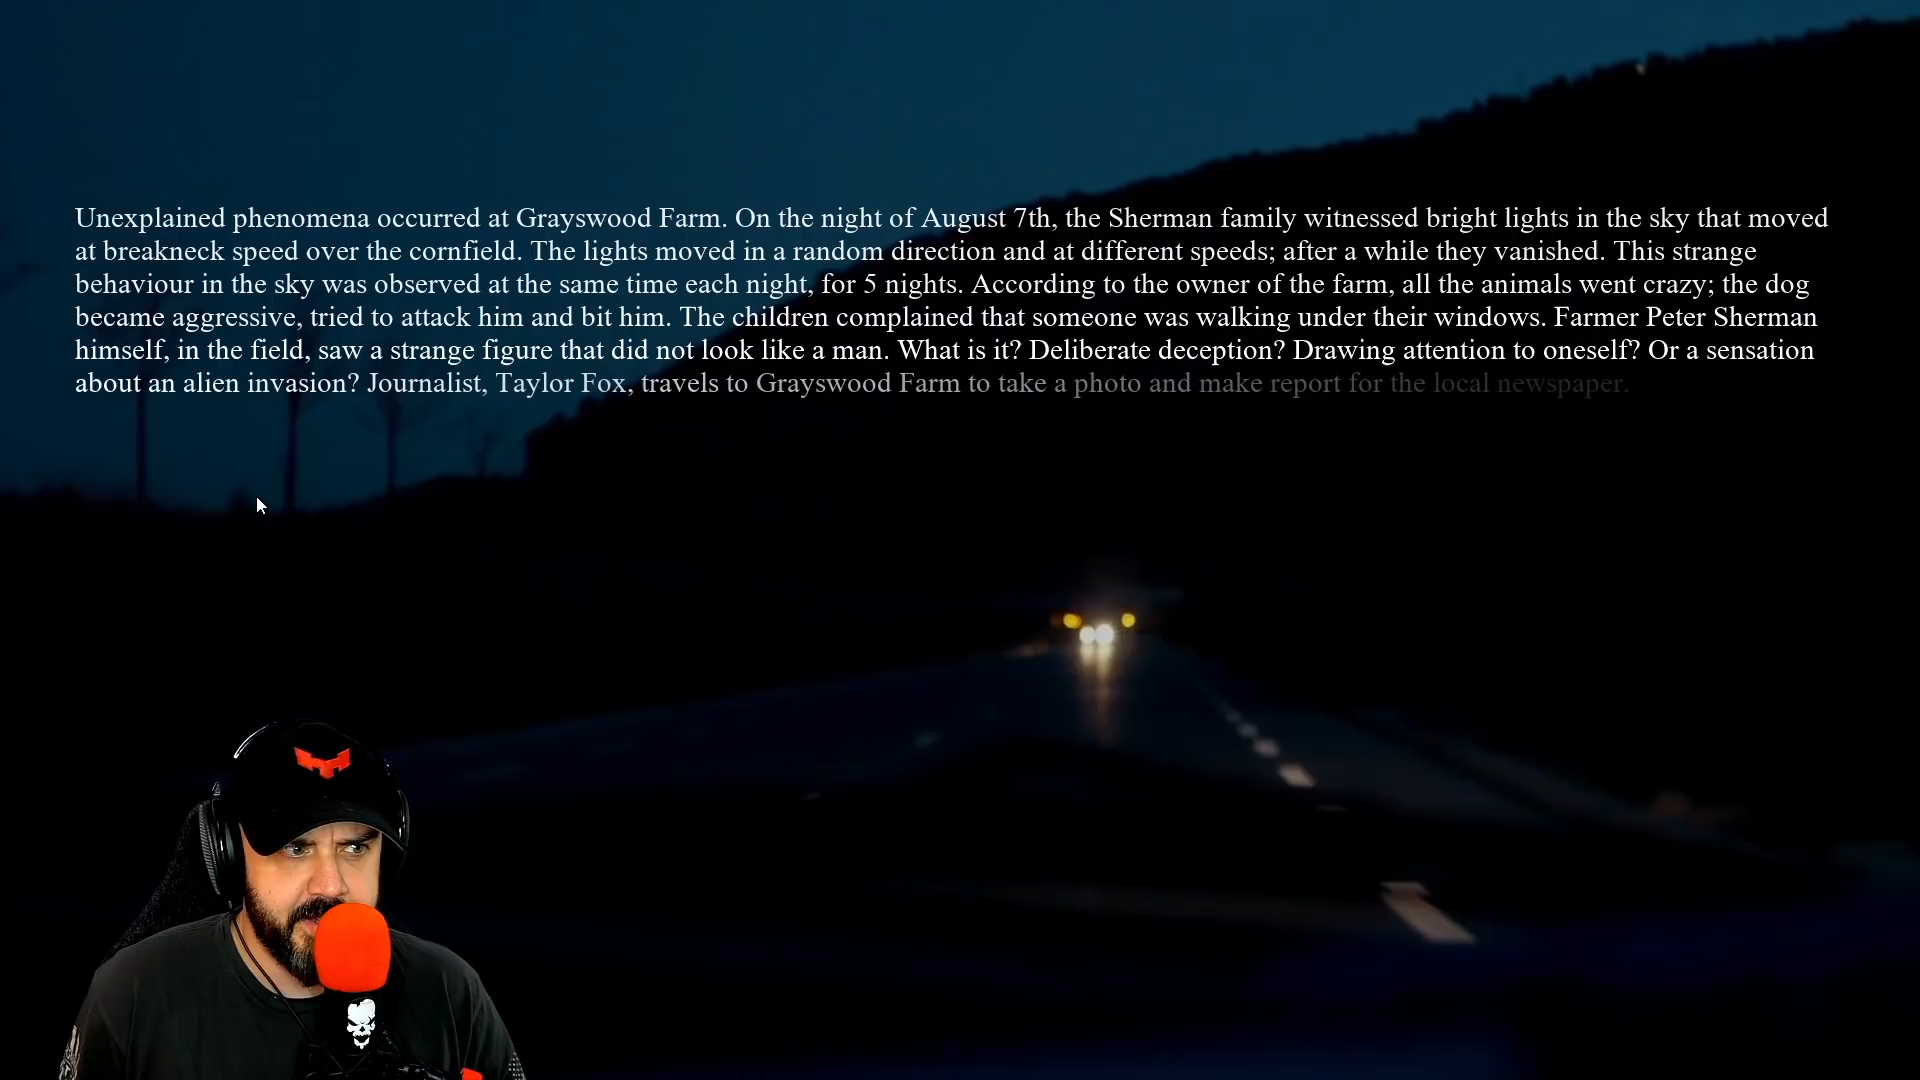 Unexplained phenomena occurred at Grayswood Farm. On the night of August 7th, the Sherman family witnessed bright lights in the sky that moved
at breakneck speed over the cornfield. The lights moved in a random direction and at different speeds; after a while they vanished. This strange
behaviour in the sky was observed at the same time each night, for 5 nights. According to the owner of the farm, all the animals went crazy; the dog
became aggressive, tried to attack him and bit him. The children complained that someone was walking under their windows. Farmer Peter Sherman
himself, in the field, saw a strange figure that did not look like a man. What is it? Deliberate deception? Drawing attention to oneself? Or a sensation
about an alien invasion? Journalist, Taylor Fox, travels to Grayswood Farm to take a photo and make report for the local newspaper.